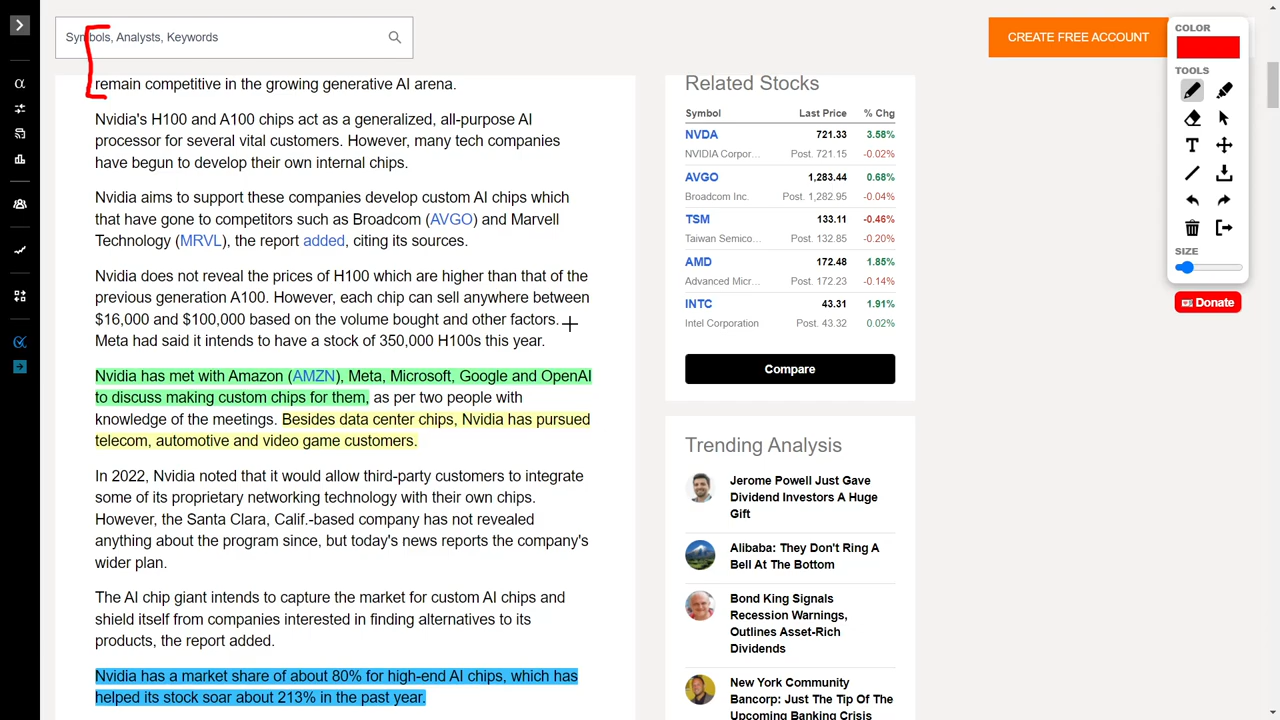 Symbols, Analysts, Keywords
CREATE FREE ACCOUNT
remain competitive in the growing generative AI arena.
Nvidia's H100 and A100 chips act as a generalized, all-purpose AI
processor for several vital customers. However, many tech companies
have begun to develop their own internal chips.
Nvidia aims to support these companies develop custom AI chips which
that have gone to competitors such as Broadcom (AVGO) and Marvell
Technology (MRVL), the report added, citing its sources.
Nvidia does not reveal the prices of H100 which are higher than that of the
previous generation A100. However, each chip can sell anywhere between
$16,000 and $100,000 based on the volume bought and other factors.
Meta had said it intends to have a stock of 350,000 H100s this year.
Nvidia has met with Amazon (AMZN), Meta, Microsoft, Google and OpenAI
to discuss making custom chips for them, as per two people with
knowledge of the meetings. Besides data center chips, Nvidia has pursued
telecom, automotive and video game customers.
In 2022, Nvidia noted that it would allow third-party customers to integrate
some of its proprietary networking technology with their own chips.
However, the Santa Clara, Calif.-based company has not revealed
anything about the program since, but today's news reports the company's
wider plan.
The AI chip giant intends to capture the market for custom AI chips and
shield itself from companies interested in finding alternatives to its
products, the report added.
Nvidia has a market share of about 80% for high-end AI chips, which has
helped its stock soar about 213% in the past year.
Related Stocks
Symbol Last Price % Chg
NVDA 721.33 3.58%
NVIDIA Corpor... Post. 721.15 -0.02%
AVGO 1,283.44 0.68%
Broadcom Inc. Post. 1,282.95 -0.04%
TSM 133.11 -0.46%
Taiwan Semico... Post. 132.85 -0.20%
AMD 172.48 1.85%
Advanced Micr... Post. 172.23 -0.14%
INTC 43.31 1.91%
Intel Corporation Post. 43.32 0.02%
Compare
Trending Analysis
Jerome Powell Just Gave
Dividend Investors A Huge
Gift
Alibaba: They Don't Ring A
Bell At The Bottom
Bond King Signals
Recession Warnings,
Outlines Asset-Rich
Dividends
New York Community
Bancorp: Just The Tip Of The
Upcoming Banking Crisis
COLOR
TOOLS
SIZE
Donate